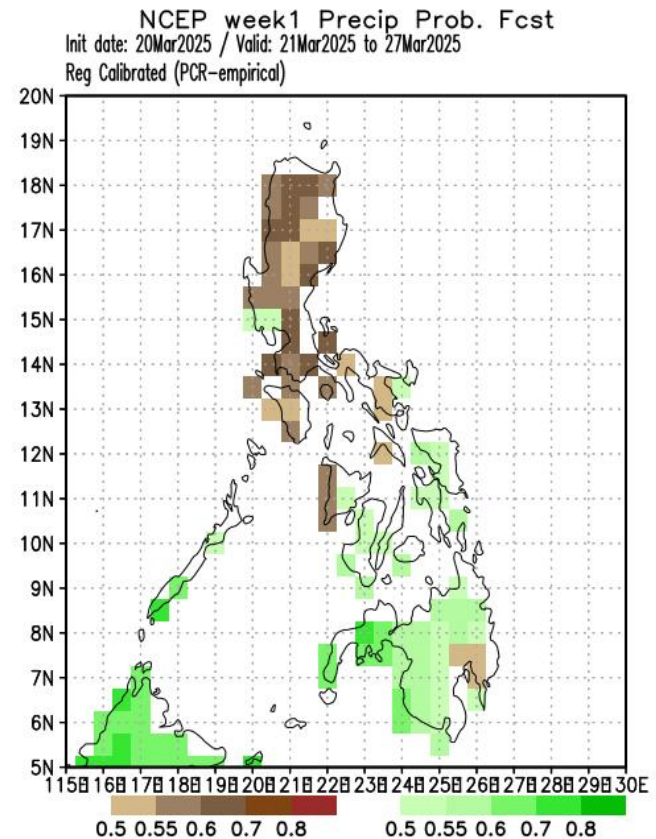 NCEP week1 Precip Prob. Fcst
Init date: 20Mar2025 / Valid: 21Mar2025 to 27Mar2025
Reg Calibrated (PCR-empirical)
20N
19N
18N
17N
16N
15N
14N
13N
12N
11N
10N
9N
8N
7N
6N
5N
115E 116E 117E 118E 119E 120E 121E 122E 123E 124E 125E 126E 127E 128E 129E 130E
0.5 0.55 0.6 0.7 0.8 0.5 0.55 0.6 0.7 0.8